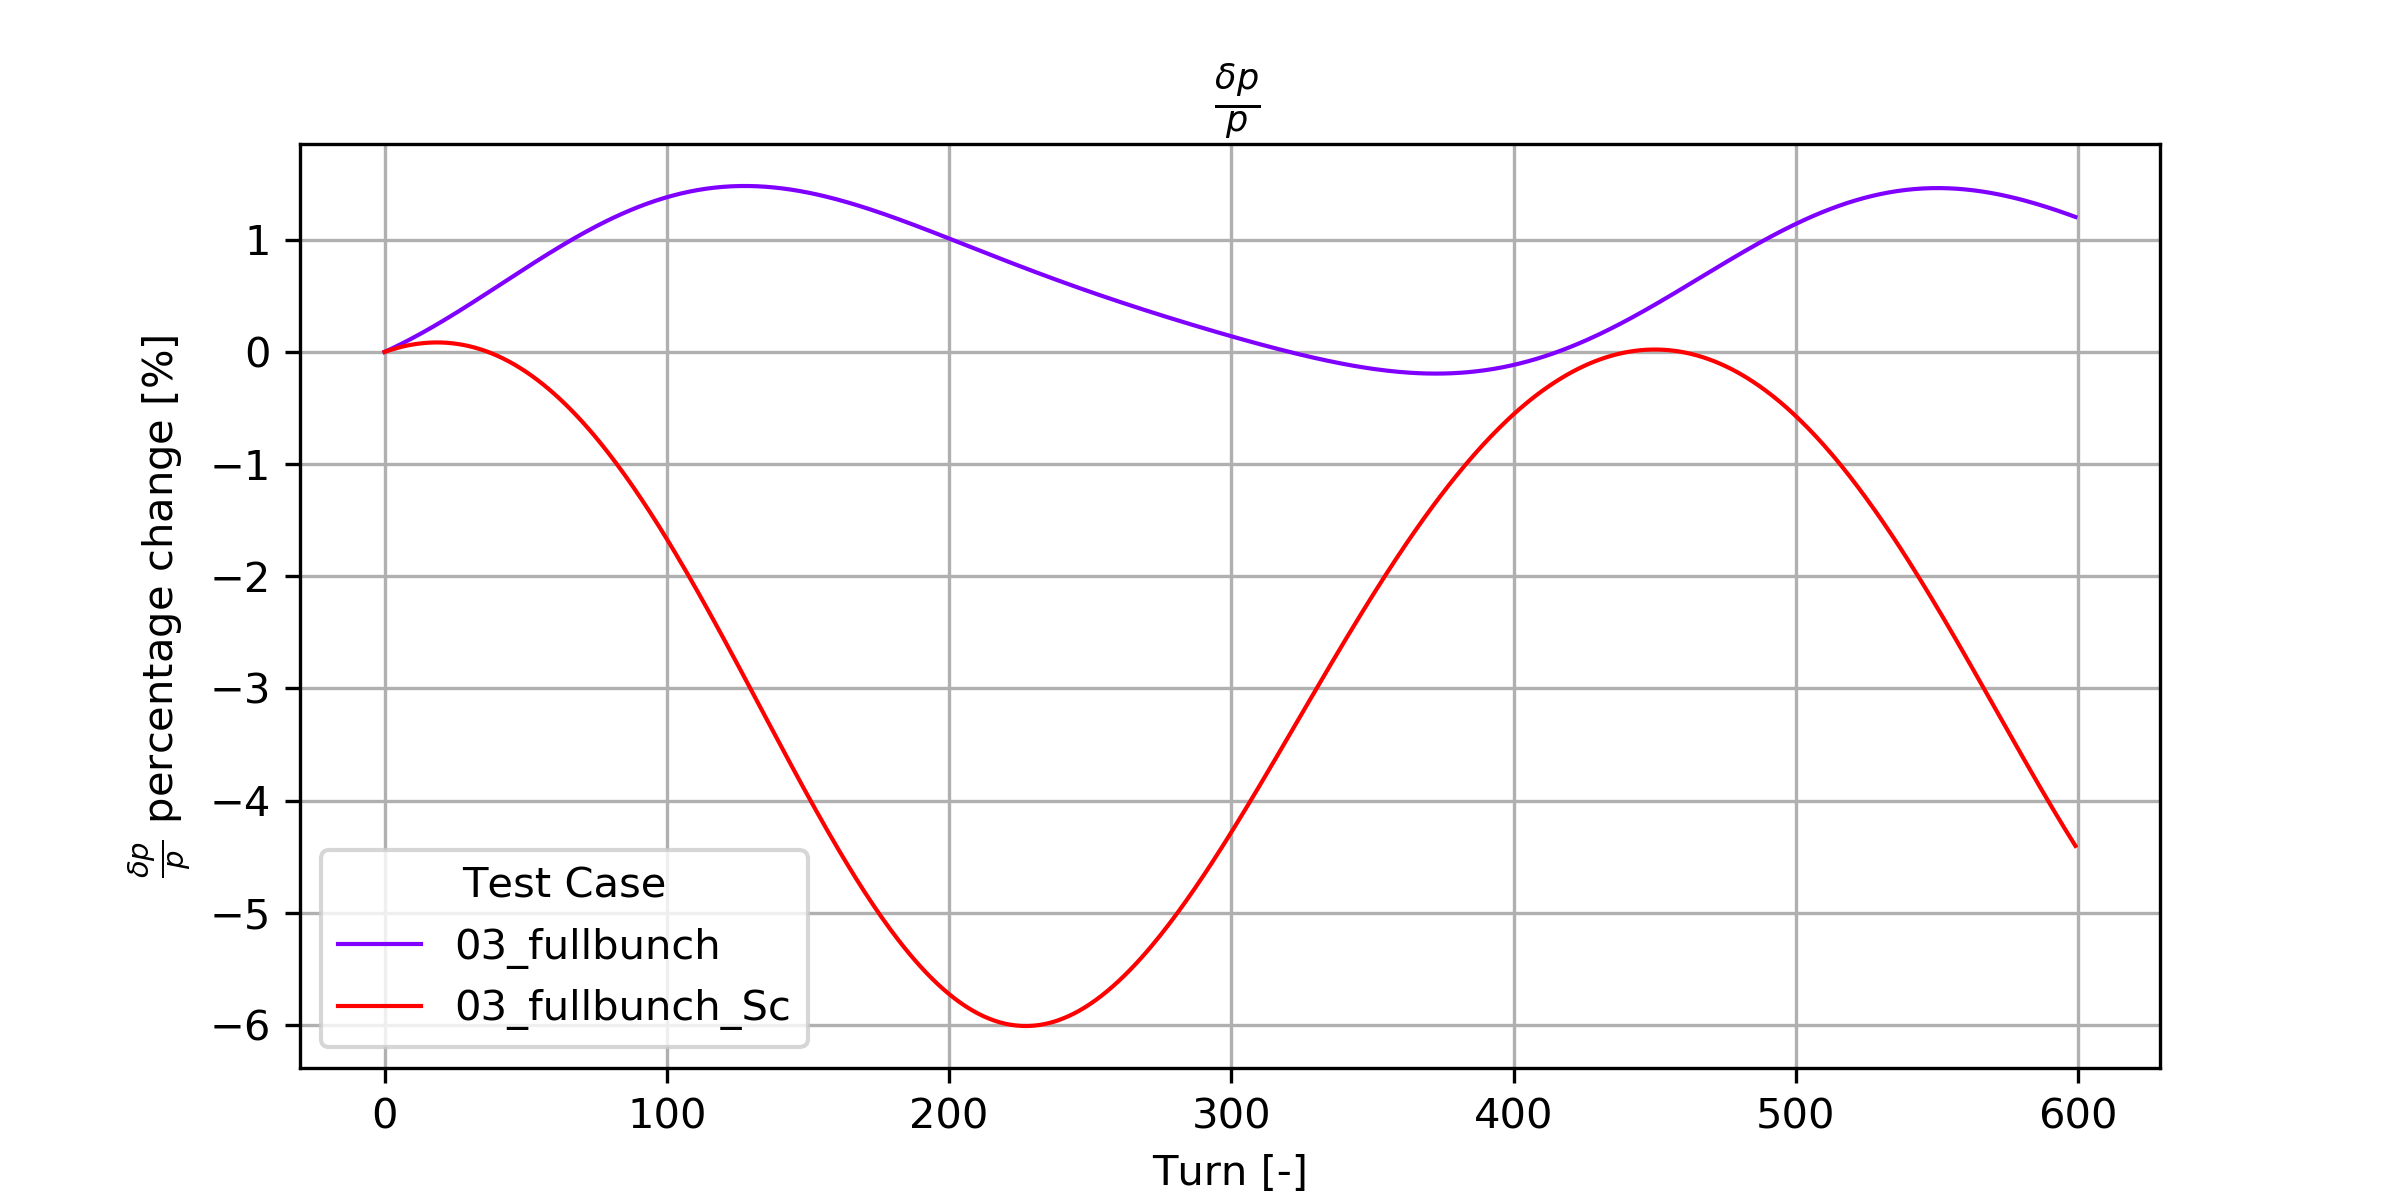 δp/p
1
0
−1
−2
−3
−4
−5
−6
δp/p percentage change [%]
Test Case
03_fullbunch
03_fullbunch_Sc
0 100 200 300 400 500 600
Turn [-]